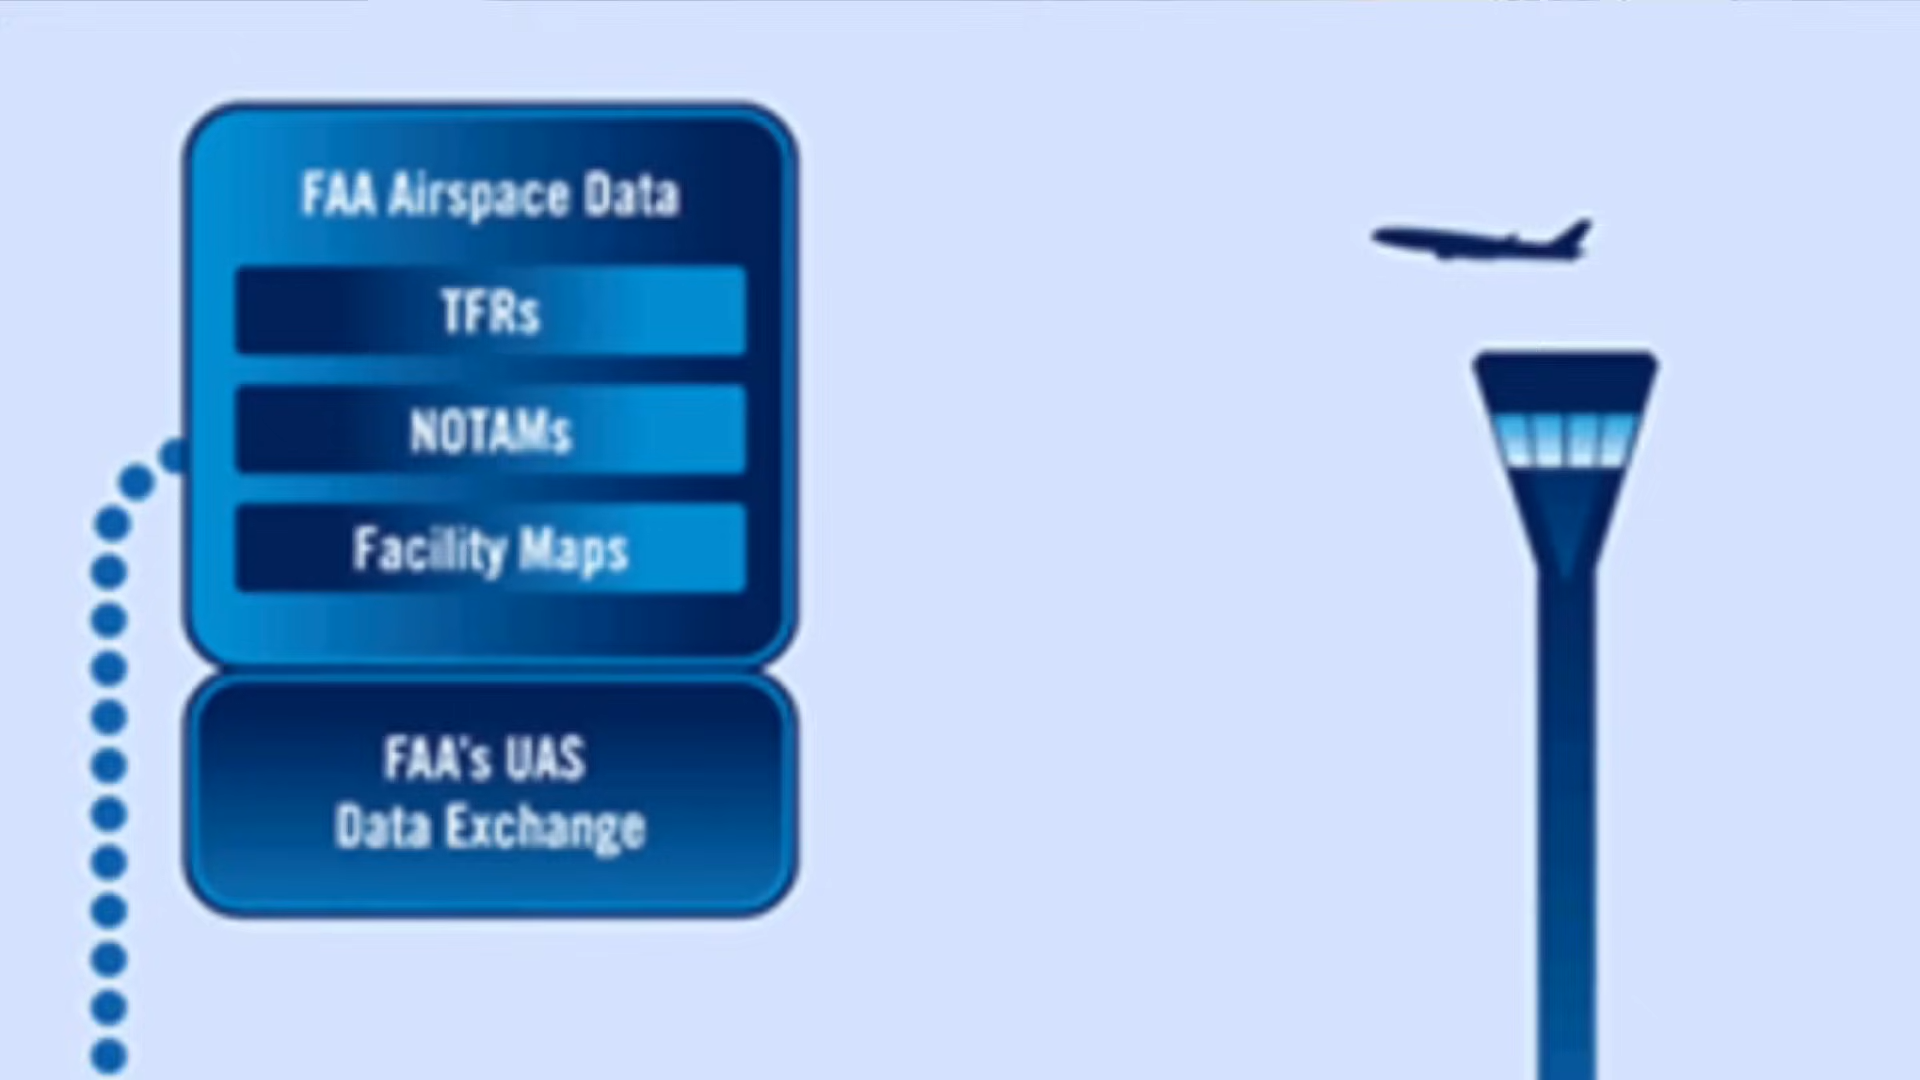 FAA Airspace Data
TFRs
NOTAMs
Facility Maps
FAA's UAS
Data Exchange